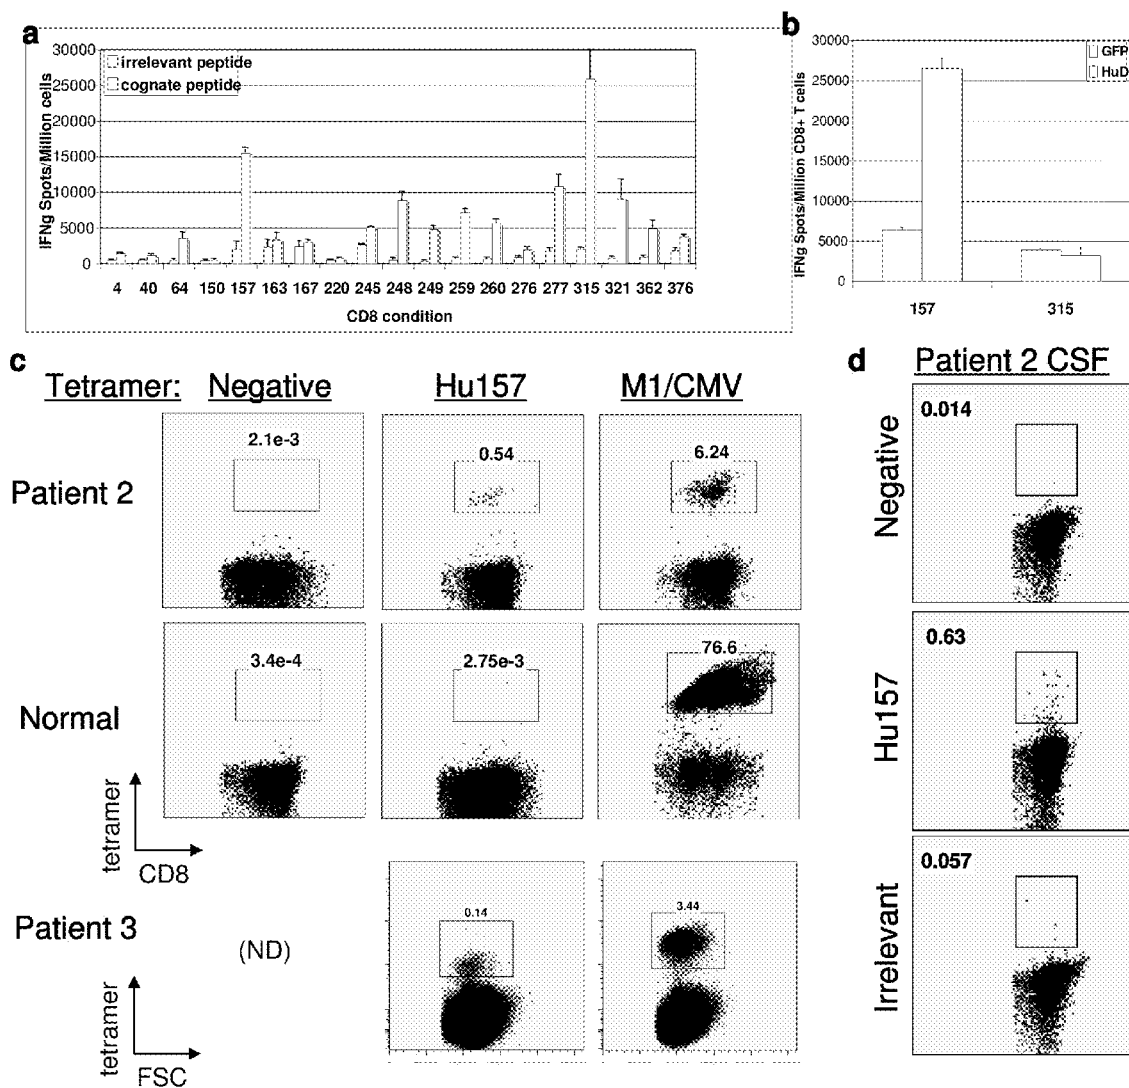 a
30000
25000
20000
15000
10000
5000
0
IFNg Spots/Million cells
irrelevant peptide
cognate peptide
4 40 64 150 157 163 167 220 245 248 249 259 260 276 277 315 321 362 376
CD8 condition
b
30000
25000
20000
15000
10000
5000
0
IFNg Spots/Million CD8+ T cells
GFP
HuD
157 315
c
Tetramer: Negative Hu157 M1/CMV
Patient 2
2.1e-3 0.54 6.24
Normal
3.4e-4 2.75e-3 76.6
tetramer
CD8
Patient 3
(ND)
0.14 3.44
tetramer
FSC
d
Patient 2 CSF
Negative
0.014
Hu157
0.63
Irrelevant
0.057